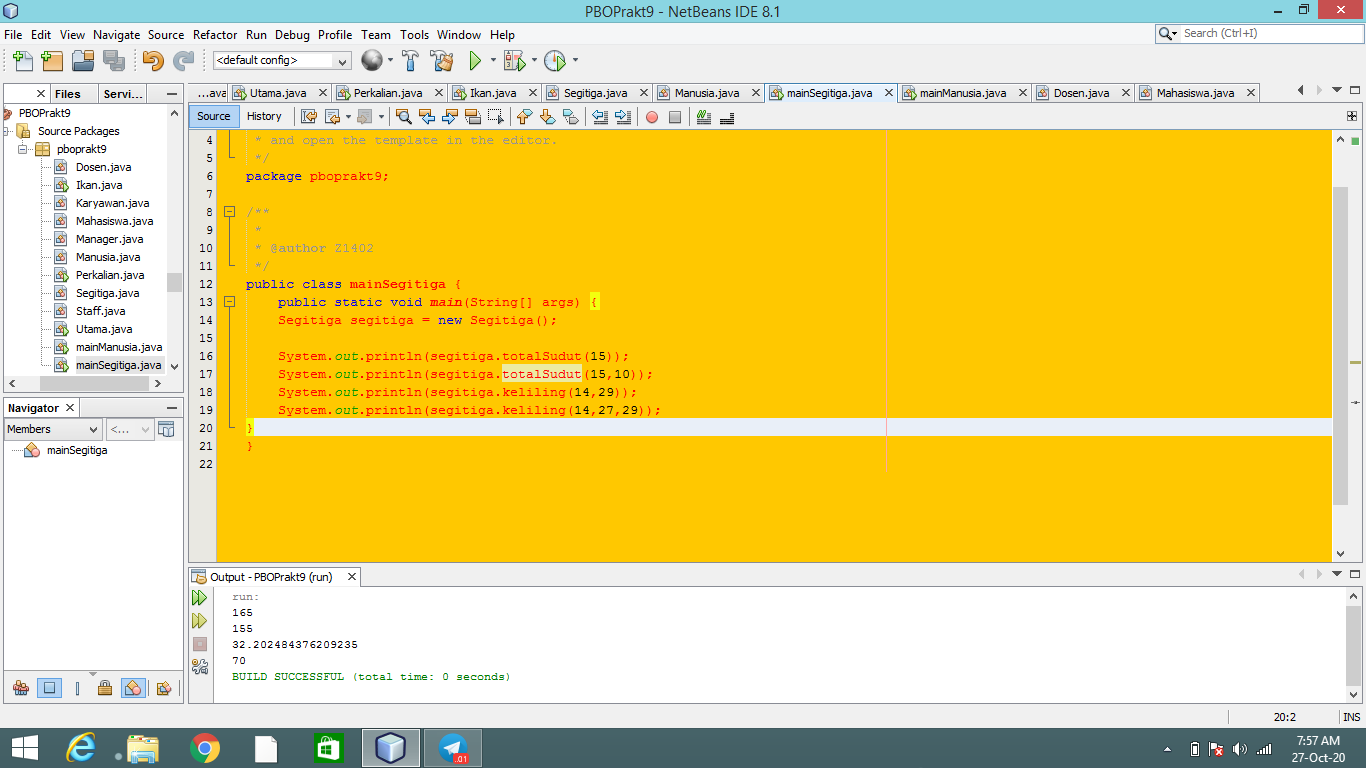 PBOPrakt9 - NetBeans IDE 8.1
File Edit View Navigate Source Refactor Run Debug Profile Team Tools Window Help
Search (Ctrl+I)
<default config>
Files Servi...
...ava Utama.java Perkalian.java Ikan.java Segitiga.java Manusia.java mainSegitiga.java mainManusia.java Dosen.java Mahasiswa.java
Source History
PBOPrakt9
Source Packages
pboprakt9
Dosen.java
Ikan.java
Karyawan.java
Mahasiswa.java
Manager.java
Manusia.java
Perkalian.java
Segitiga.java
Staff.java
Utama.java
mainManusia.java
mainSegitiga.java
Navigator
Members <...
mainSegitiga
4 * and open the template in the editor.
5 */
6 package pboprakt9;
7
8 /**
9 *
10 * @author Z1402
11 */
12 public class mainSegitiga {
13 public static void main(String[] args) {
14 Segitiga segitiga = new Segitiga();
15
16 System.out.println(segitiga.totalSudut(15));
17 System.out.println(segitiga.totalSudut(15,10));
18 System.out.println(segitiga.keliling(14,29));
19 System.out.println(segitiga.keliling(14,27,29));
20 }
21 }
22
Output - PBOPrakt9 (run)
run:
165
155
32.202484376209235
70
BUILD SUCCESSFUL (total time: 0 seconds)
20:2 INS
.01
7:57 AM
27-Oct-20